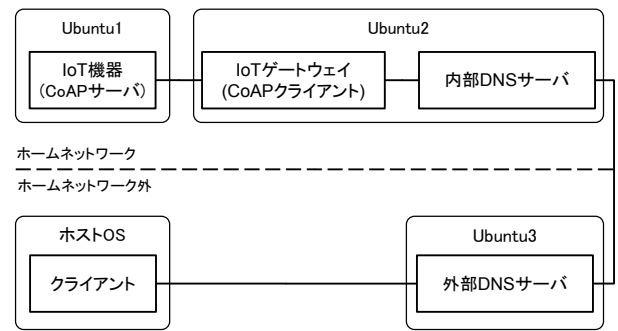 Ubuntu1
Ubuntu2
IoT機器
(CoAPサーバ)
IoTゲートウェイ
(CoAPクライアント)
内部DNSサーバ
ホームネットワーク
ホームネットワーク外
ホストOS
Ubuntu3
クライアント
外部DNSサーバ